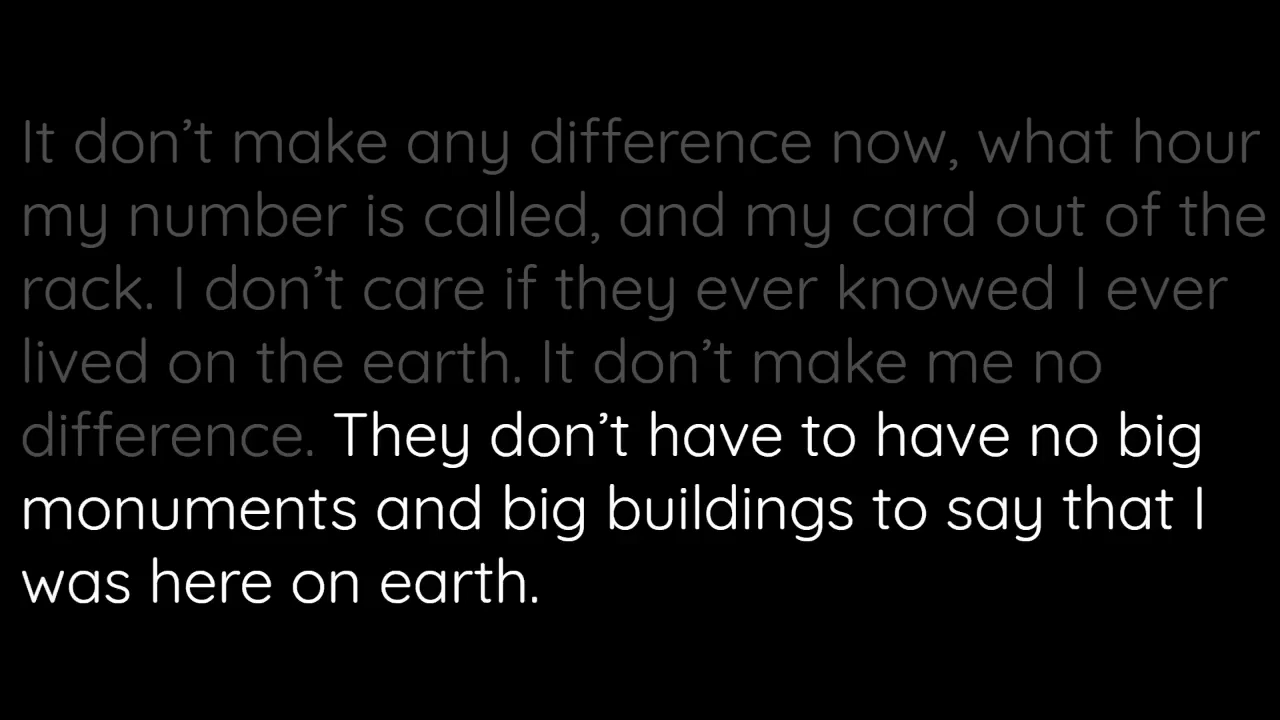 It don’t make any difference now, what hour
my number is called, and my card out of the
rack. I don’t care if they ever knowed I ever
lived on the earth. It don’t make me no
difference. They don’t have to have no big
monuments and big buildings to say that I
was here on earth.